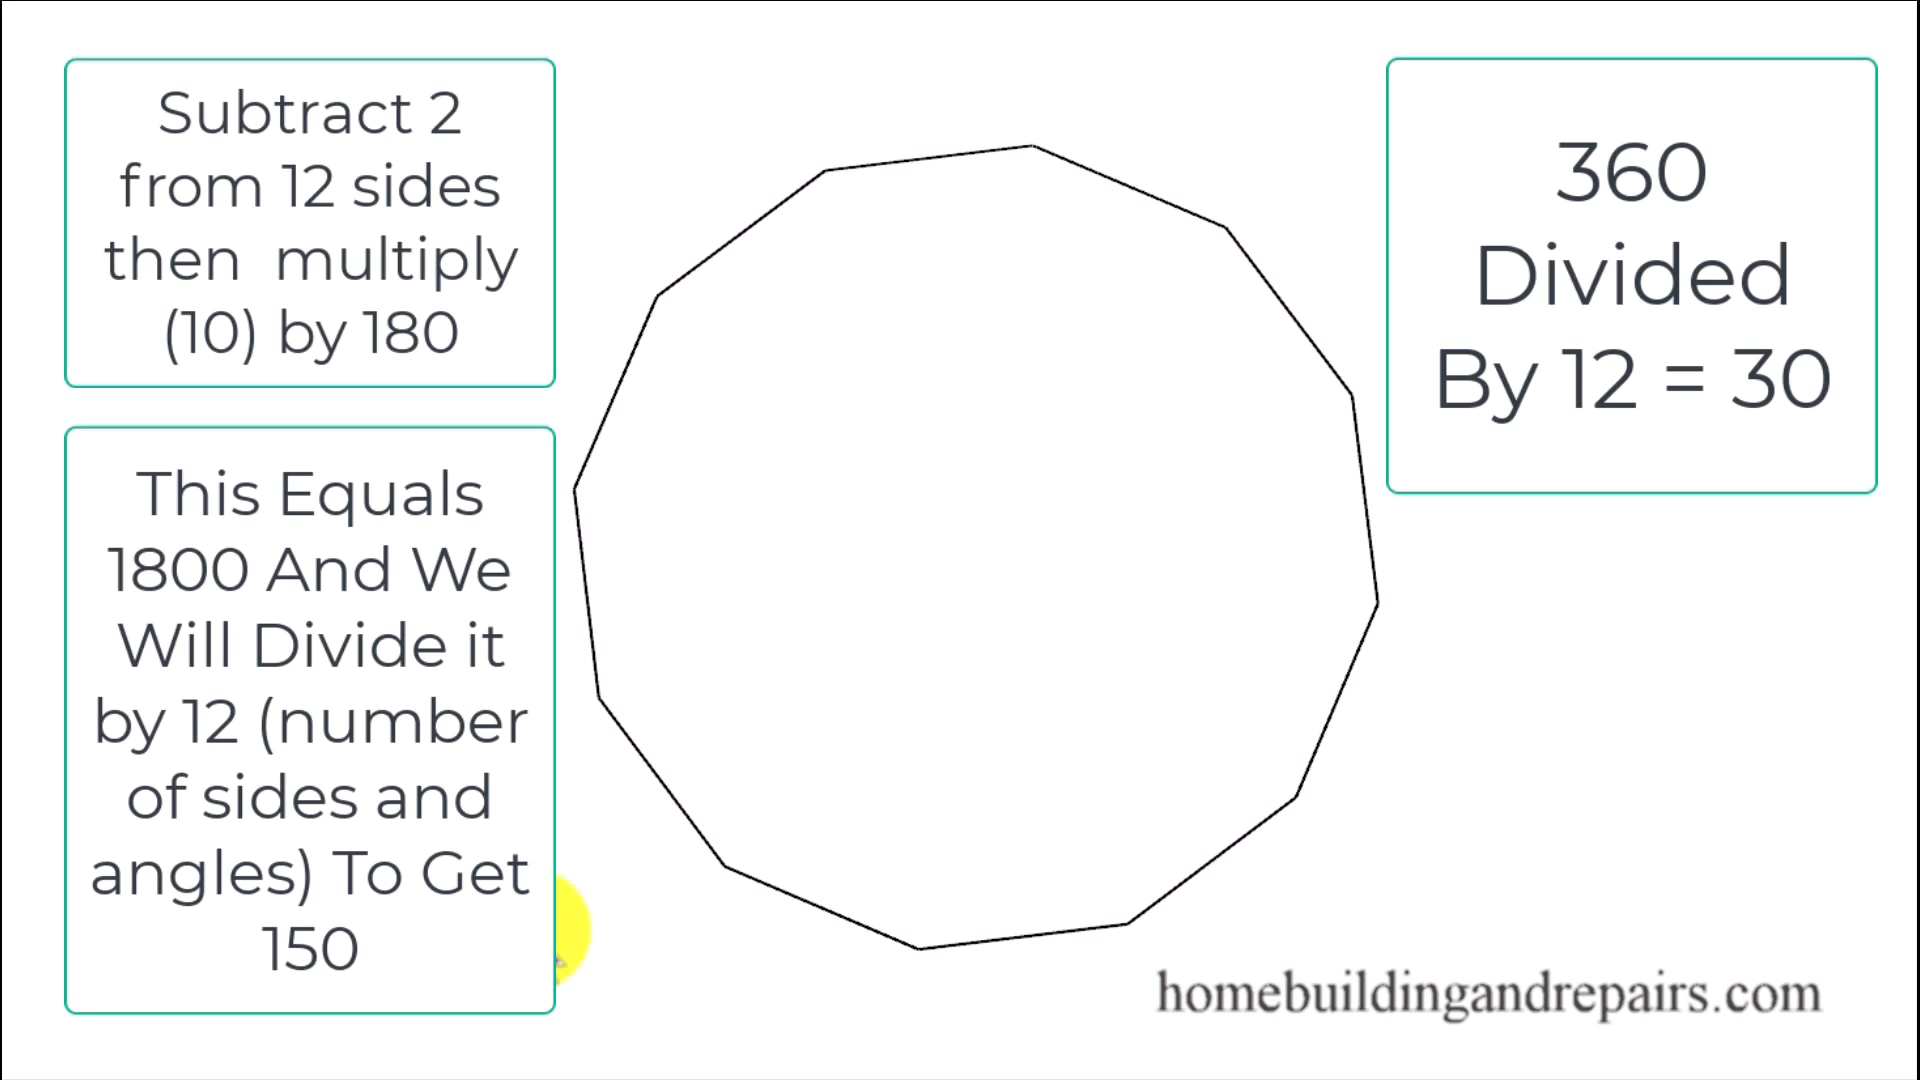 Subtract 2
from 12 sides
then multiply
(10) by 180
This Equals
1800 And We
Will Divide it
by 12 (number
of sides and
angles) To Get
150
360
Divided
By 12 = 30
homebuildingandrepairs.com